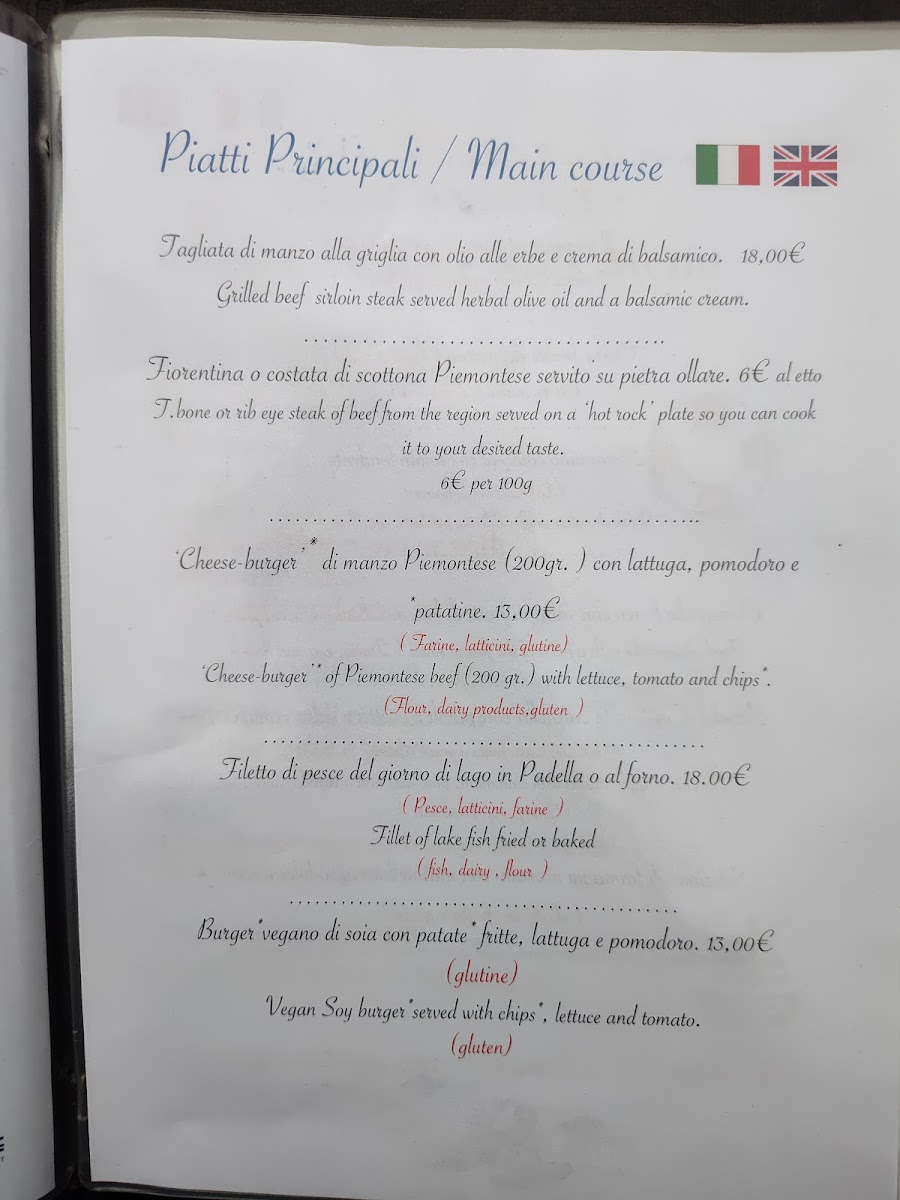 Piatti Principali / Main course
Tagliata di manzo alla griglia con olio alle erbe e crema di balsamico. 18,00€
Grilled beef sirloin steak served herbal olive oil and a balsamic cream.
.....................................
Fiorentina o costata di scottona Piemontese servito su pietra ollare. 6€ al etto
T.bone or rib eye steak of beef from the region served on a 'hot rock' plate so you can cook
it to your desired taste.
6€ per 100g
..................................................
'Cheese-burger'* di manzo Piemontese (200gr. ) con lattuga, pomodoro e
*patatine. 13,00€
( Farine, latticini, glutine)
'Cheese-burger'* of Piemontese beef (200 gr.) with lettuce, tomato and chips*.
(Flour, dairy products,gluten )
...................................................
Filetto di pesce del giorno di lago in Padella o al forno. 18.00€
( Pesce, latticini, farine )
Fillet of lake fish fried or baked
( fish, dairy , flour )
.............................................
Burger*vegano di soia con patate* fritte, lattuga e pomodoro. 13,00€
(glutine)
Vegan Soy burger*served with chips*, lettuce and tomato.
(gluten)